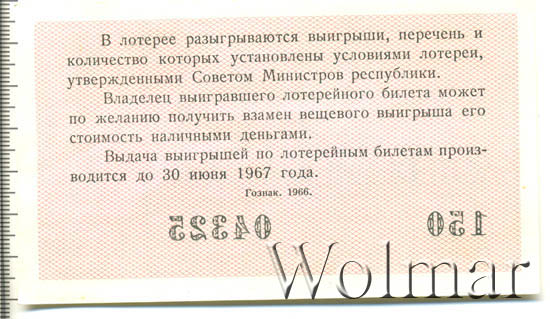 В лотерее разыгрываются выигрыши, перечень и
количество которых установлены условиями лотереи,
утвержденными Советом Министров республики.
Владелец выигравшего лотерейного билета может
по желанию получить взамен вещевого выигрыша его
стоимость наличными деньгами.
Выдача выигрышей по лотерейным билетам произ-
водится до 30 июня 1967 года.
Гознак. 1966.
04325 150
Wolmar